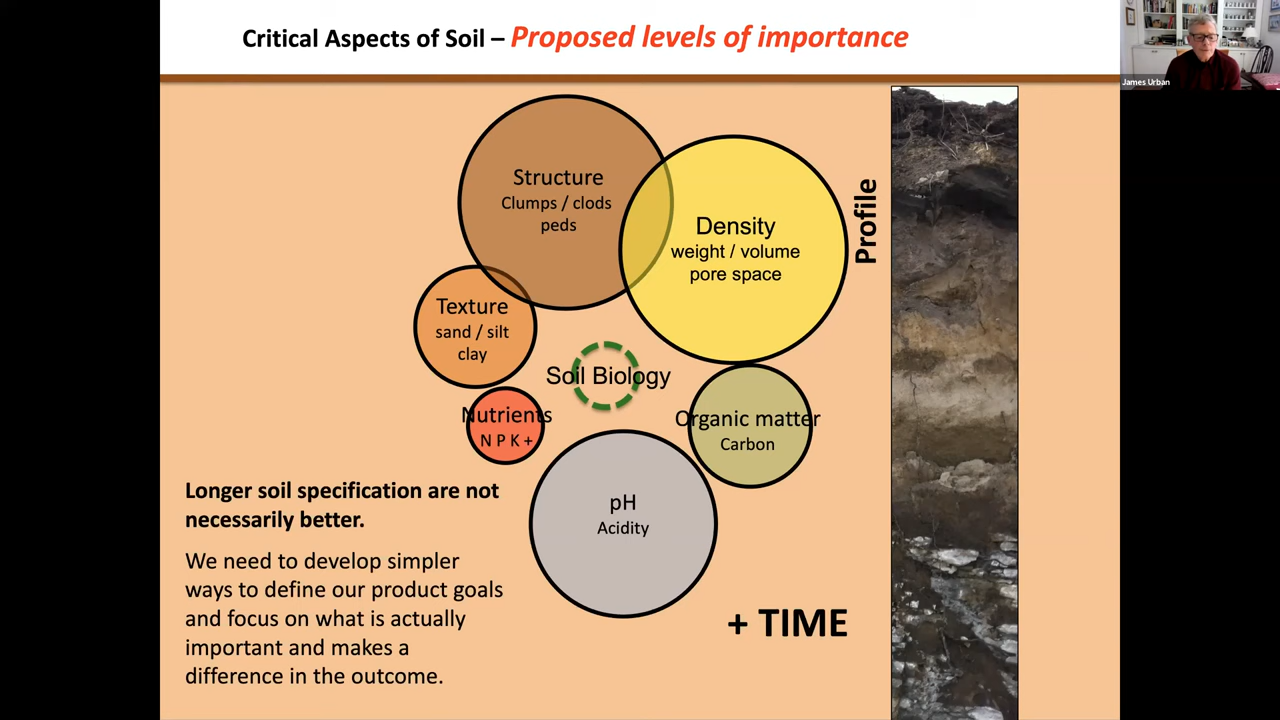 Critical Aspects of Soil – Proposed levels of importance
James Urban
Structure
Clumps / clods
peds
Density
weight / volume
pore space
Profile
Texture
sand / silt
clay
Soil Biology
Nutrients
N P K +
Organic matter
Carbon
pH
Acidity
Longer soil specification are not
necessarily better.
We need to develop simpler
ways to define our product goals
and focus on what is actually
important and makes a
difference in the outcome.
+ TIME